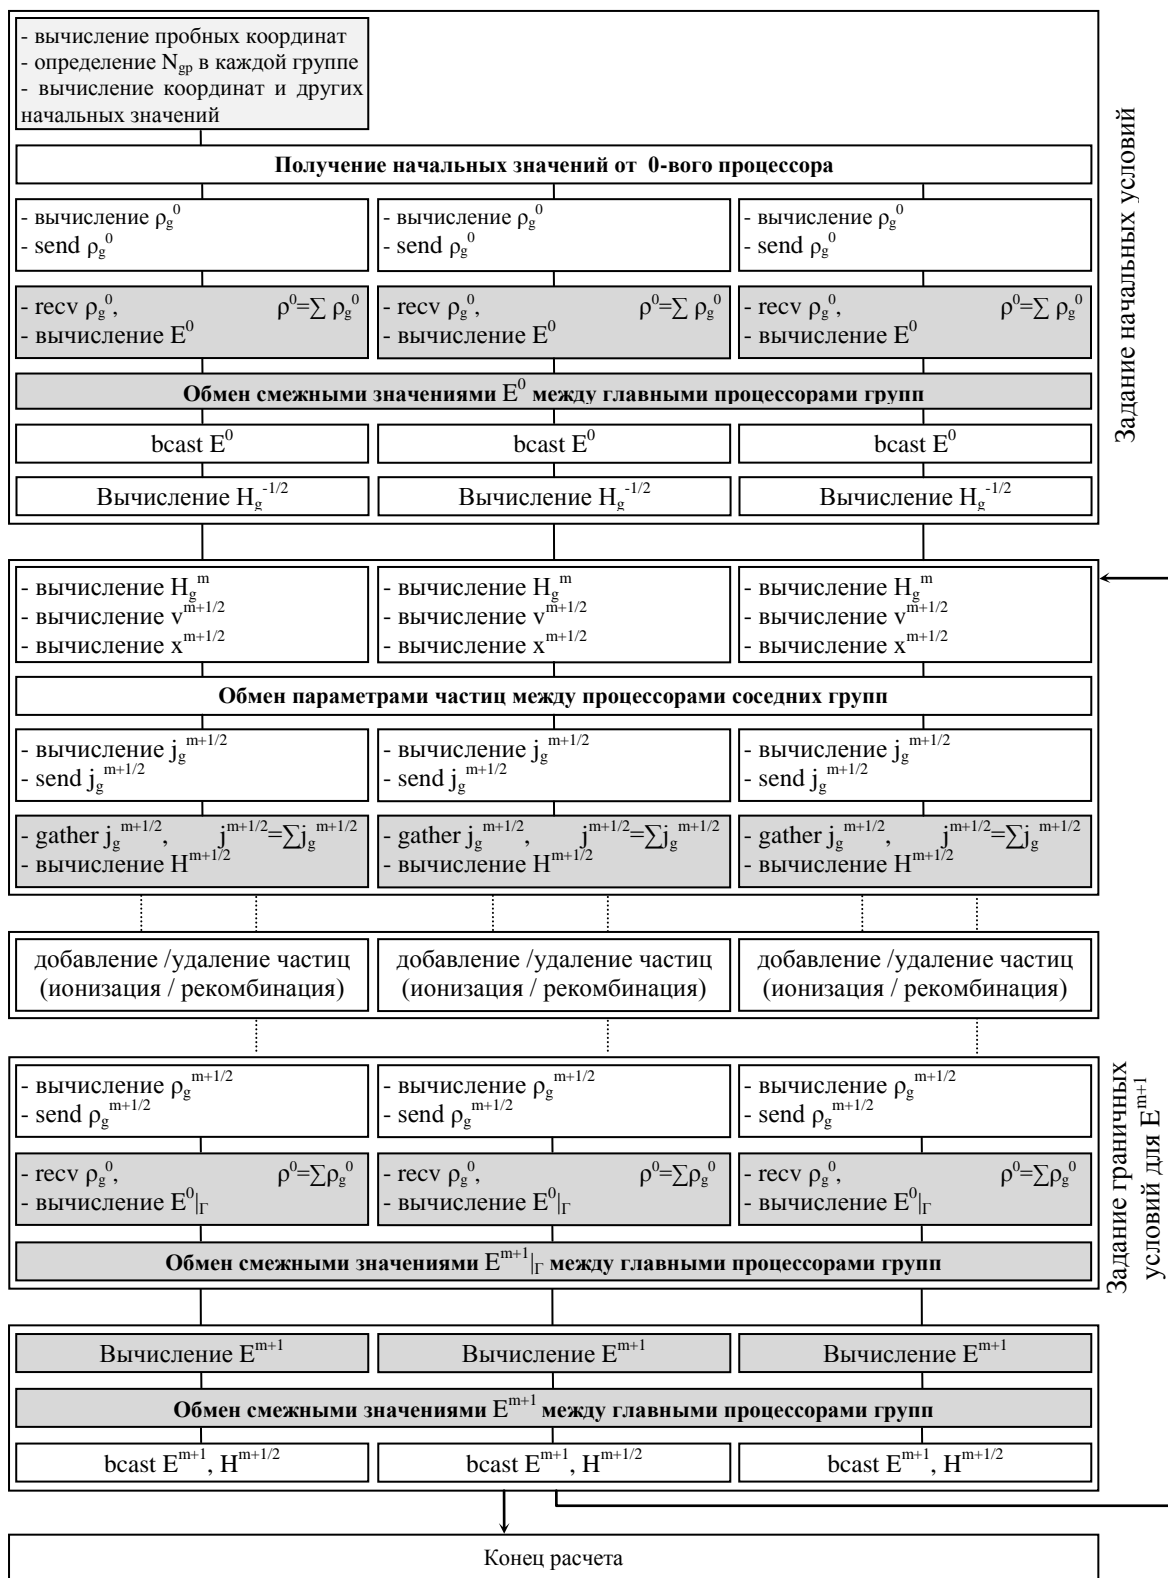 - вычисление пробных координат
- определение N_gp в каждой группе
- вычисление координат и других
начальных значений
Получение начальных значений от 0-вого процессора
- вычисление ρ_g^0
- send ρ_g^0
- вычисление ρ_g^0
- send ρ_g^0
- вычисление ρ_g^0
- send ρ_g^0
- recv ρ_g^0, ρ^0=∑ ρ_g^0
- вычисление E^0
- recv ρ_g^0, ρ^0=∑ ρ_g^0
- вычисление E^0
- recv ρ_g^0, ρ^0=∑ ρ_g^0
- вычисление E^0
Обмен смежными значениями E^0 между главными процессорами групп
bcast E^0
bcast E^0
bcast E^0
Вычисление H_g^-1/2
Вычисление H_g^-1/2
Вычисление H_g^-1/2
Задание начальных условий
- вычисление H_g^m
- вычисление v^m+1/2
- вычисление x^m+1/2
- вычисление H_g^m
- вычисление v^m+1/2
- вычисление x^m+1/2
- вычисление H_g^m
- вычисление v^m+1/2
- вычисление x^m+1/2
Обмен параметрами частиц между процессорами соседних групп
- вычисление j_g^m+1/2
- send j_g^m+1/2
- вычисление j_g^m+1/2
- send j_g^m+1/2
- вычисление j_g^m+1/2
- send j_g^m+1/2
- gather j_g^m+1/2, j^m+1/2=∑j_g^m+1/2
- вычисление H^m+1/2
- gather j_g^m+1/2, j^m+1/2=∑j_g^m+1/2
- вычисление H^m+1/2
- gather j_g^m+1/2, j^m+1/2=∑j_g^m+1/2
- вычисление H^m+1/2
добавление /удаление частиц
(ионизация / рекомбинация)
добавление /удаление частиц
(ионизация / рекомбинация)
добавление /удаление частиц
(ионизация / рекомбинация)
- вычисление ρ_g^m+1/2
- send ρ_g^m+1/2
- вычисление ρ_g^m+1/2
- send ρ_g^m+1/2
- вычисление ρ_g^m+1/2
- send ρ_g^m+1/2
- recv ρ_g^0, ρ^0=∑ρ_g^0
- вычисление E^0|_Γ
- recv ρ_g^0, ρ^0=∑ρ_g^0
- вычисление E^0|_Γ
- recv ρ_g^0, ρ^0=∑ρ_g^0
- вычисление E^0|_Γ
Обмен смежными значениями E^m+1|_Γ между главными процессорами групп
Задание граничных
условий для E^m+1
Вычисление E^m+1
Вычисление E^m+1
Вычисление E^m+1
Обмен смежными значениями E^m+1 между главными процессорами групп
bcast E^m+1, H^m+1/2
bcast E^m+1, H^m+1/2
bcast E^m+1, H^m+1/2
Конец расчета